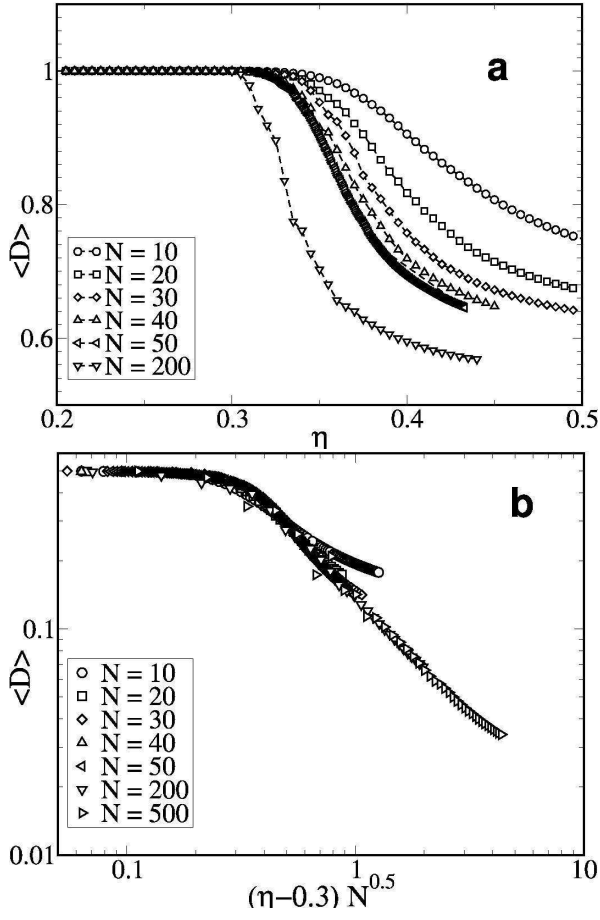 a
1
0.8
0.6
<D>
N = 10
N = 20
N = 30
N = 40
N = 50
N = 200
0.2
0.3
0.4
0.5
η
b
0.1
0.01
<D>
N = 10
N = 20
N = 30
N = 40
N = 50
N = 200
N = 500
0.1
1
10
(η−0.3) N^0.5